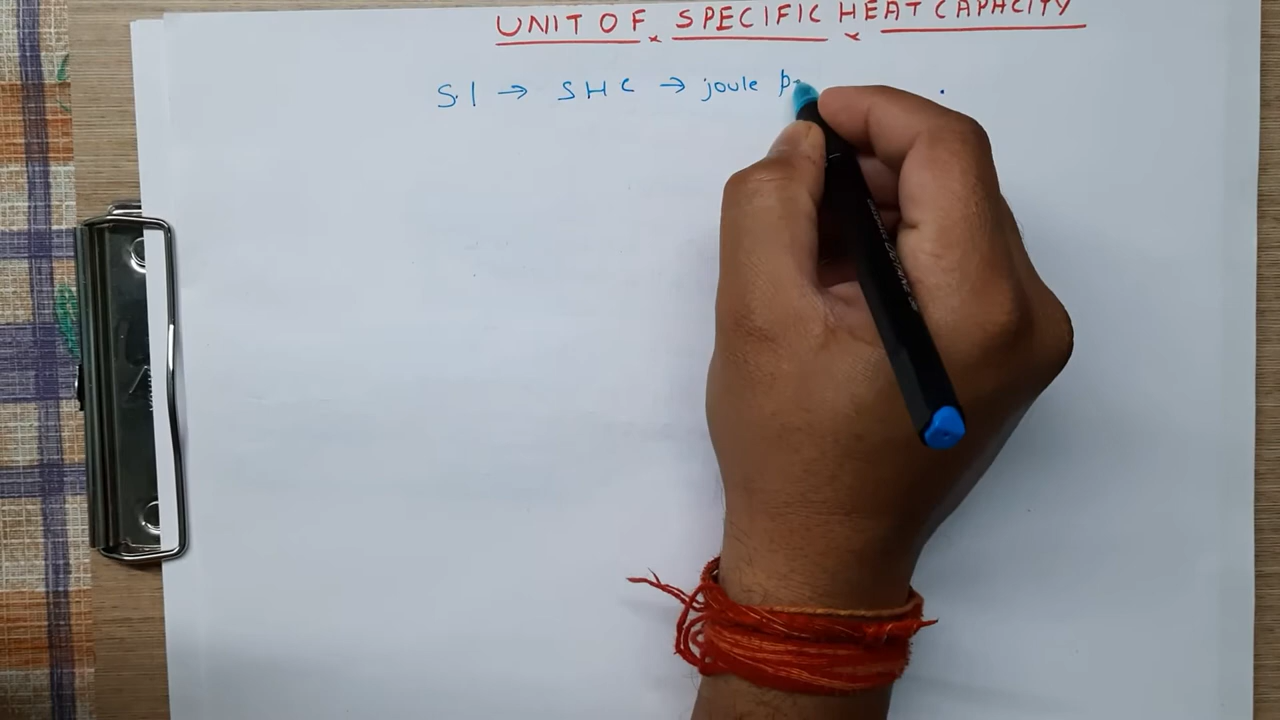 UNIT OF SPECIFIC HEAT CAPACITY
S.I → SHC → joule p